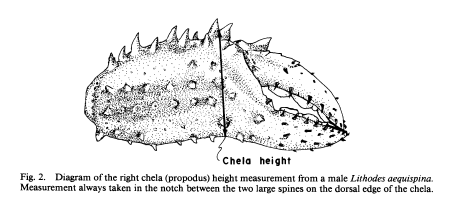 Chela height
Fig. 2. Diagram of the right chela (propodus) height measurement from a male Lithodes aequispina.
Measurement always taken in the notch between the two large spines on the dorsal edge of the chela.